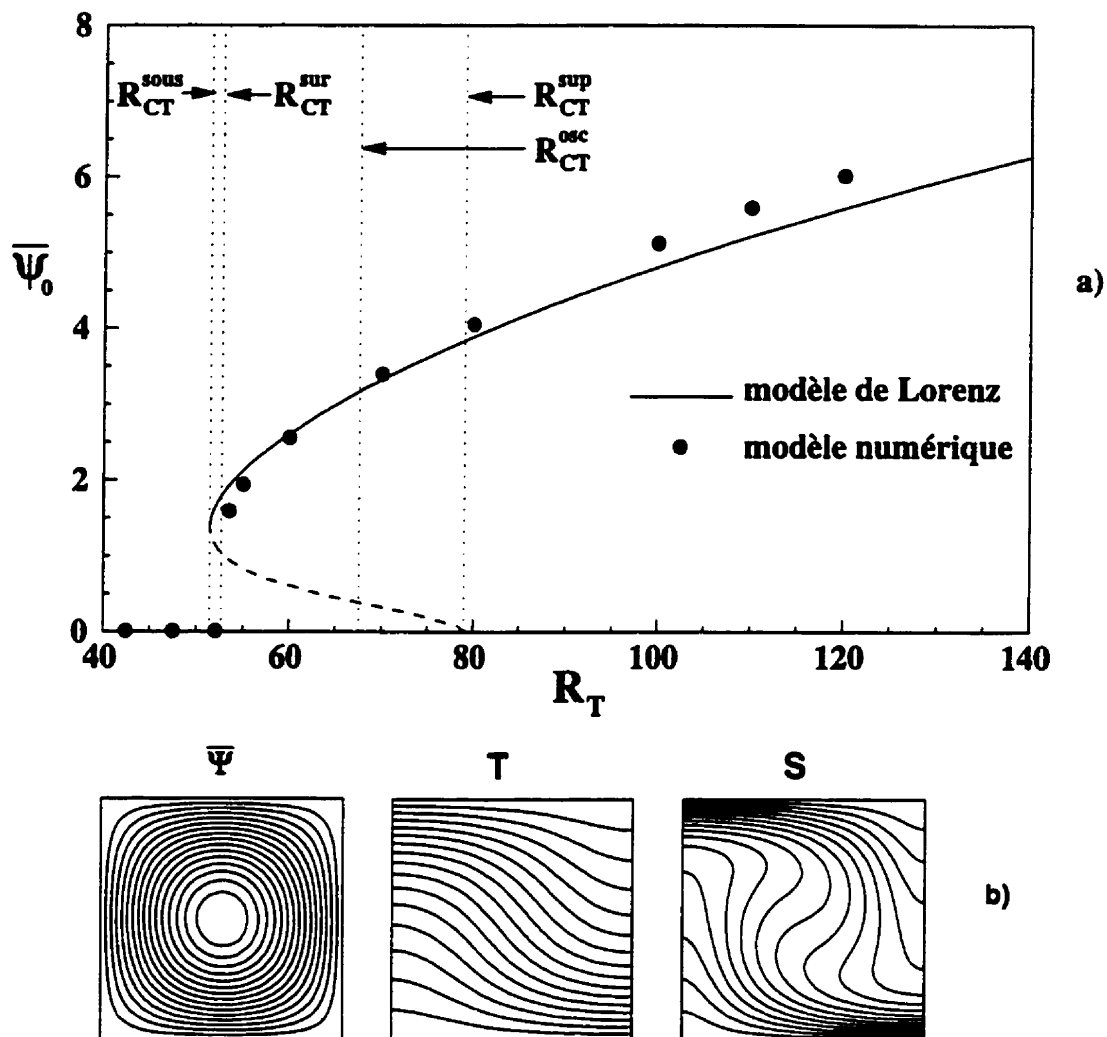 8
R_CT^sous
R_CT^sur
R_CT^sup
R_CT^osc
6
Ψ̅_0
a)
4
modèle de Lorenz
modèle numérique
2
0
40
60
80
100
120
140
R_T
Ψ̅
T
S
b)